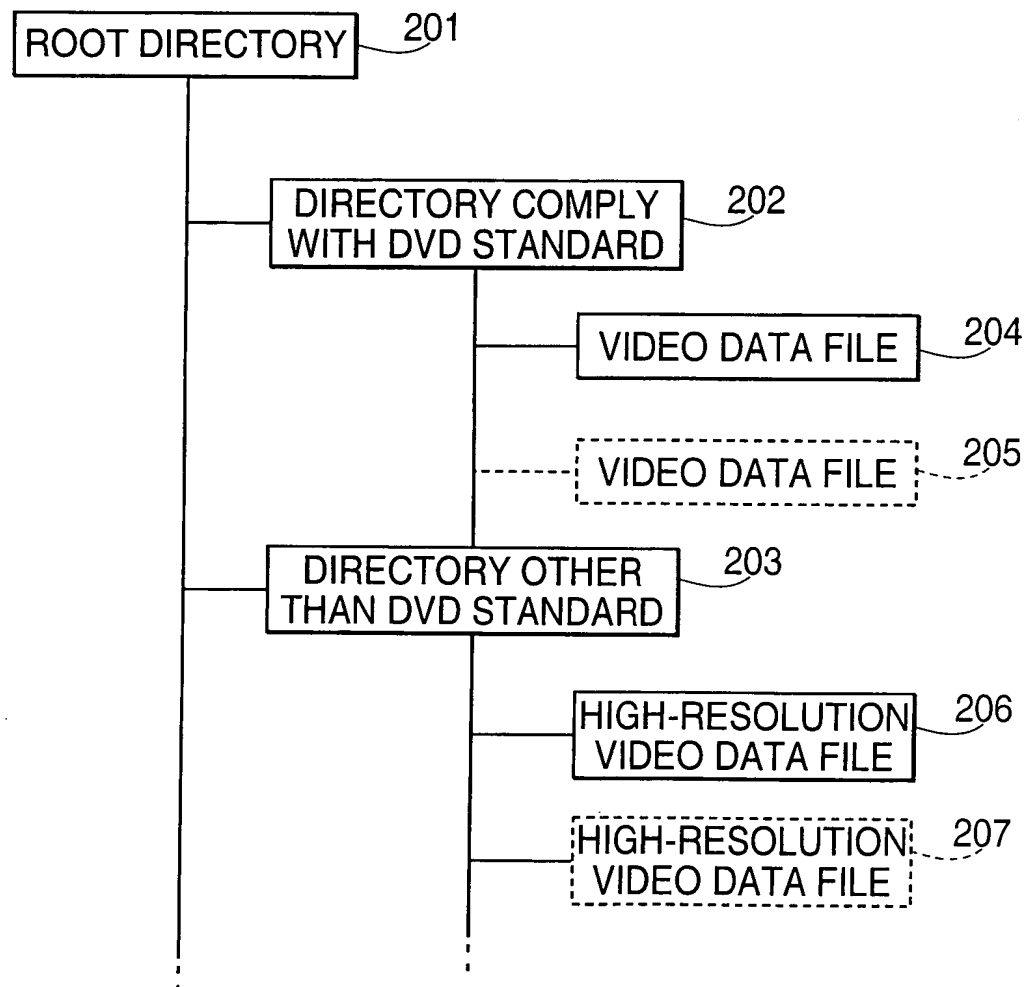 ROOT DIRECTORY
201
DIRECTORY COMPLY
WITH DVD STANDARD
202
VIDEO DATA FILE
204
VIDEO DATA FILE
205
DIRECTORY OTHER
THAN DVD STANDARD
203
HIGH-RESOLUTION
VIDEO DATA FILE
206
HIGH-RESOLUTION
VIDEO DATA FILE
207